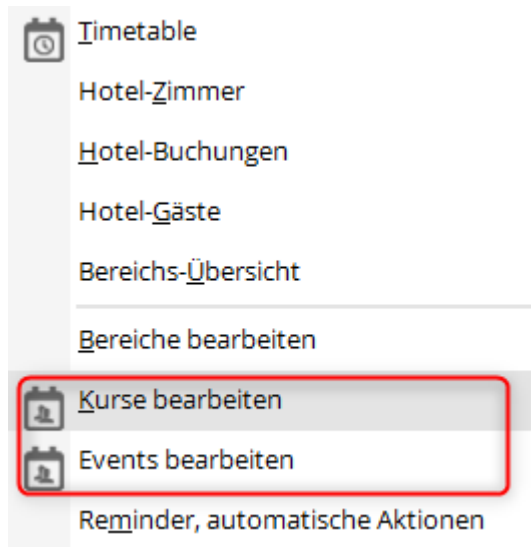 Timetable
Hotel-Zimmer
Hotel-Buchungen
Hotel-Gäste
Bereichs-Übersicht
Bereiche bearbeiten
Kurse bearbeiten
Events bearbeiten
Reminder, automatische Aktionen